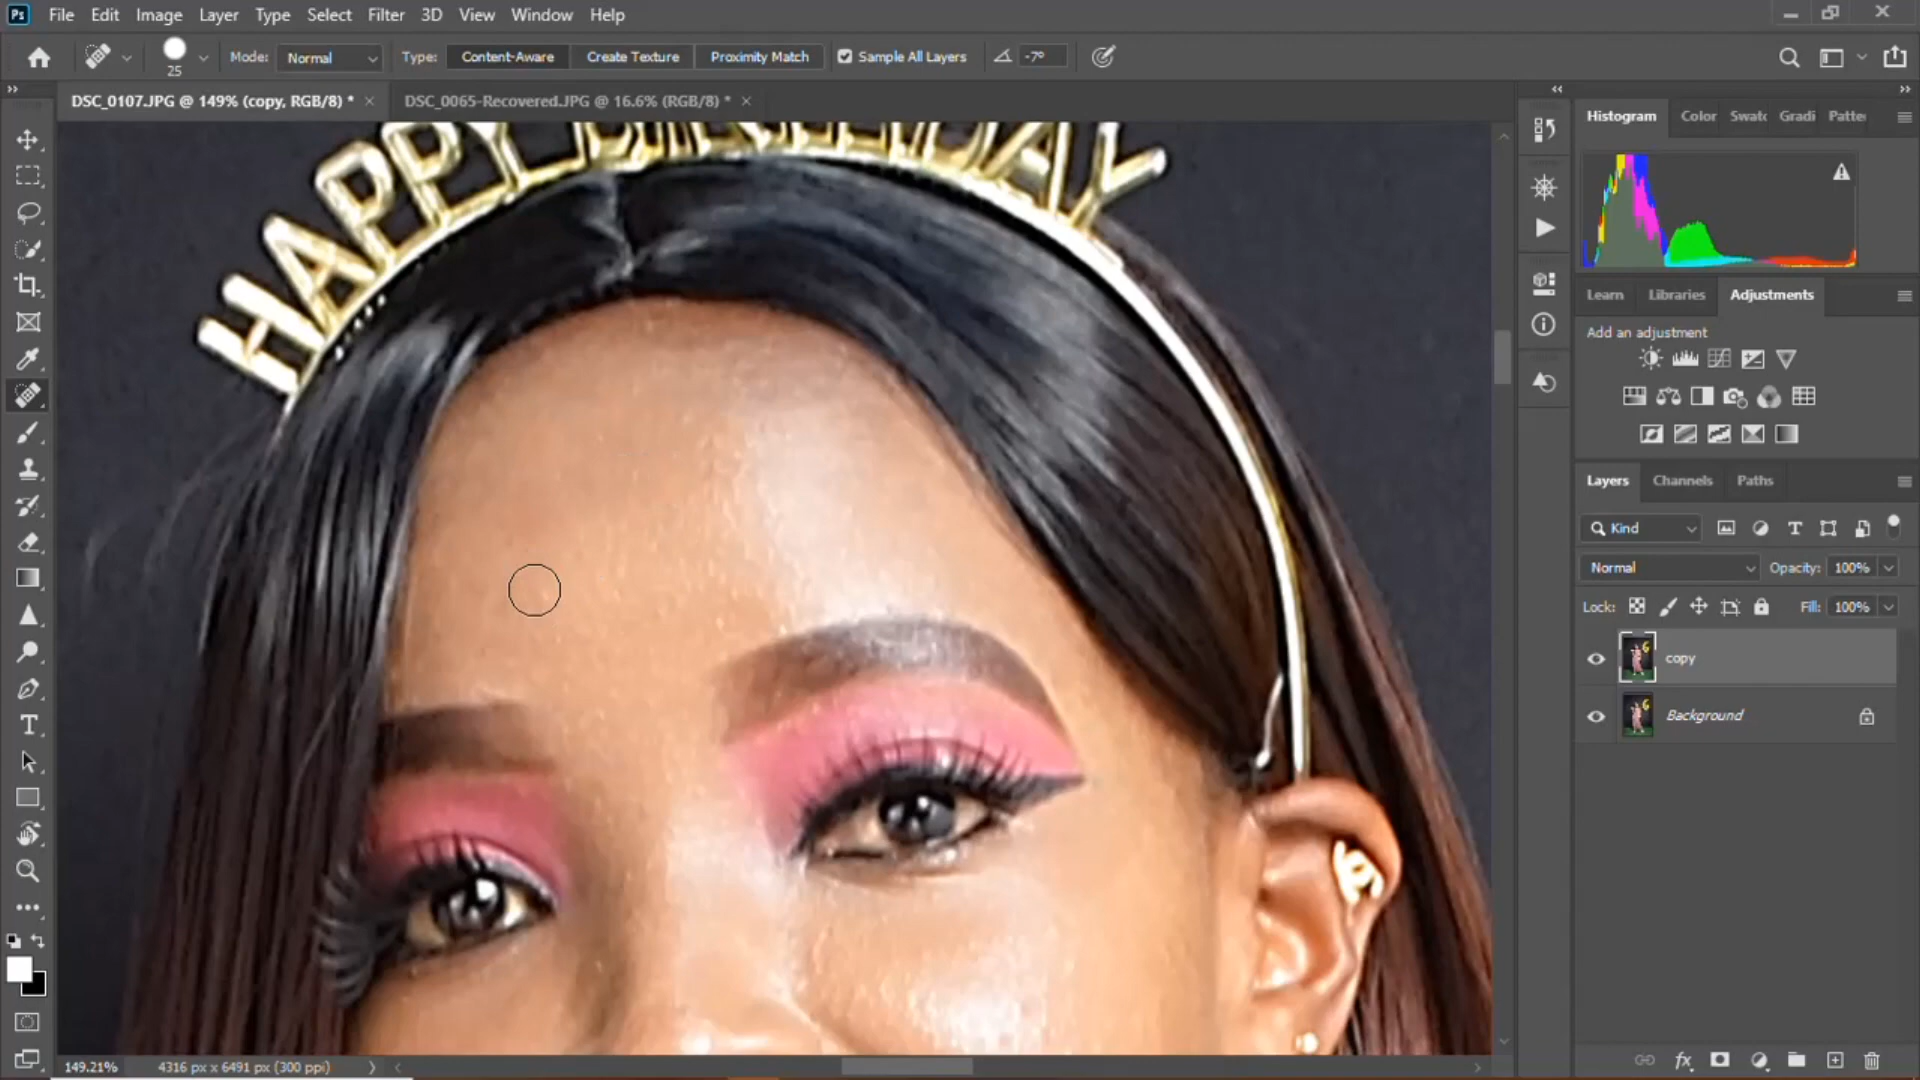 Ps File Edit Image Layer Type Select Filter 3D View Window Help
25 Mode: Normal Type: Content-Aware Create Texture Proximity Match Sample All Layers -7°
DSC_0107.JPG @ 149% (copy, RGB/8) * × DSC_0065-Recovered.JPG @ 16.6% (RGB/8) * ×
Histogram Color Swatc Gradi Patte
HAPPY BIRTHDAY
Learn Libraries Adjustments
Add an adjustment
Layers Channels Paths
Kind
Normal Opacity: 100%
Lock: Fill: 100%
copy
Background
149.21% 4316 px x 6491 px (300 ppi)